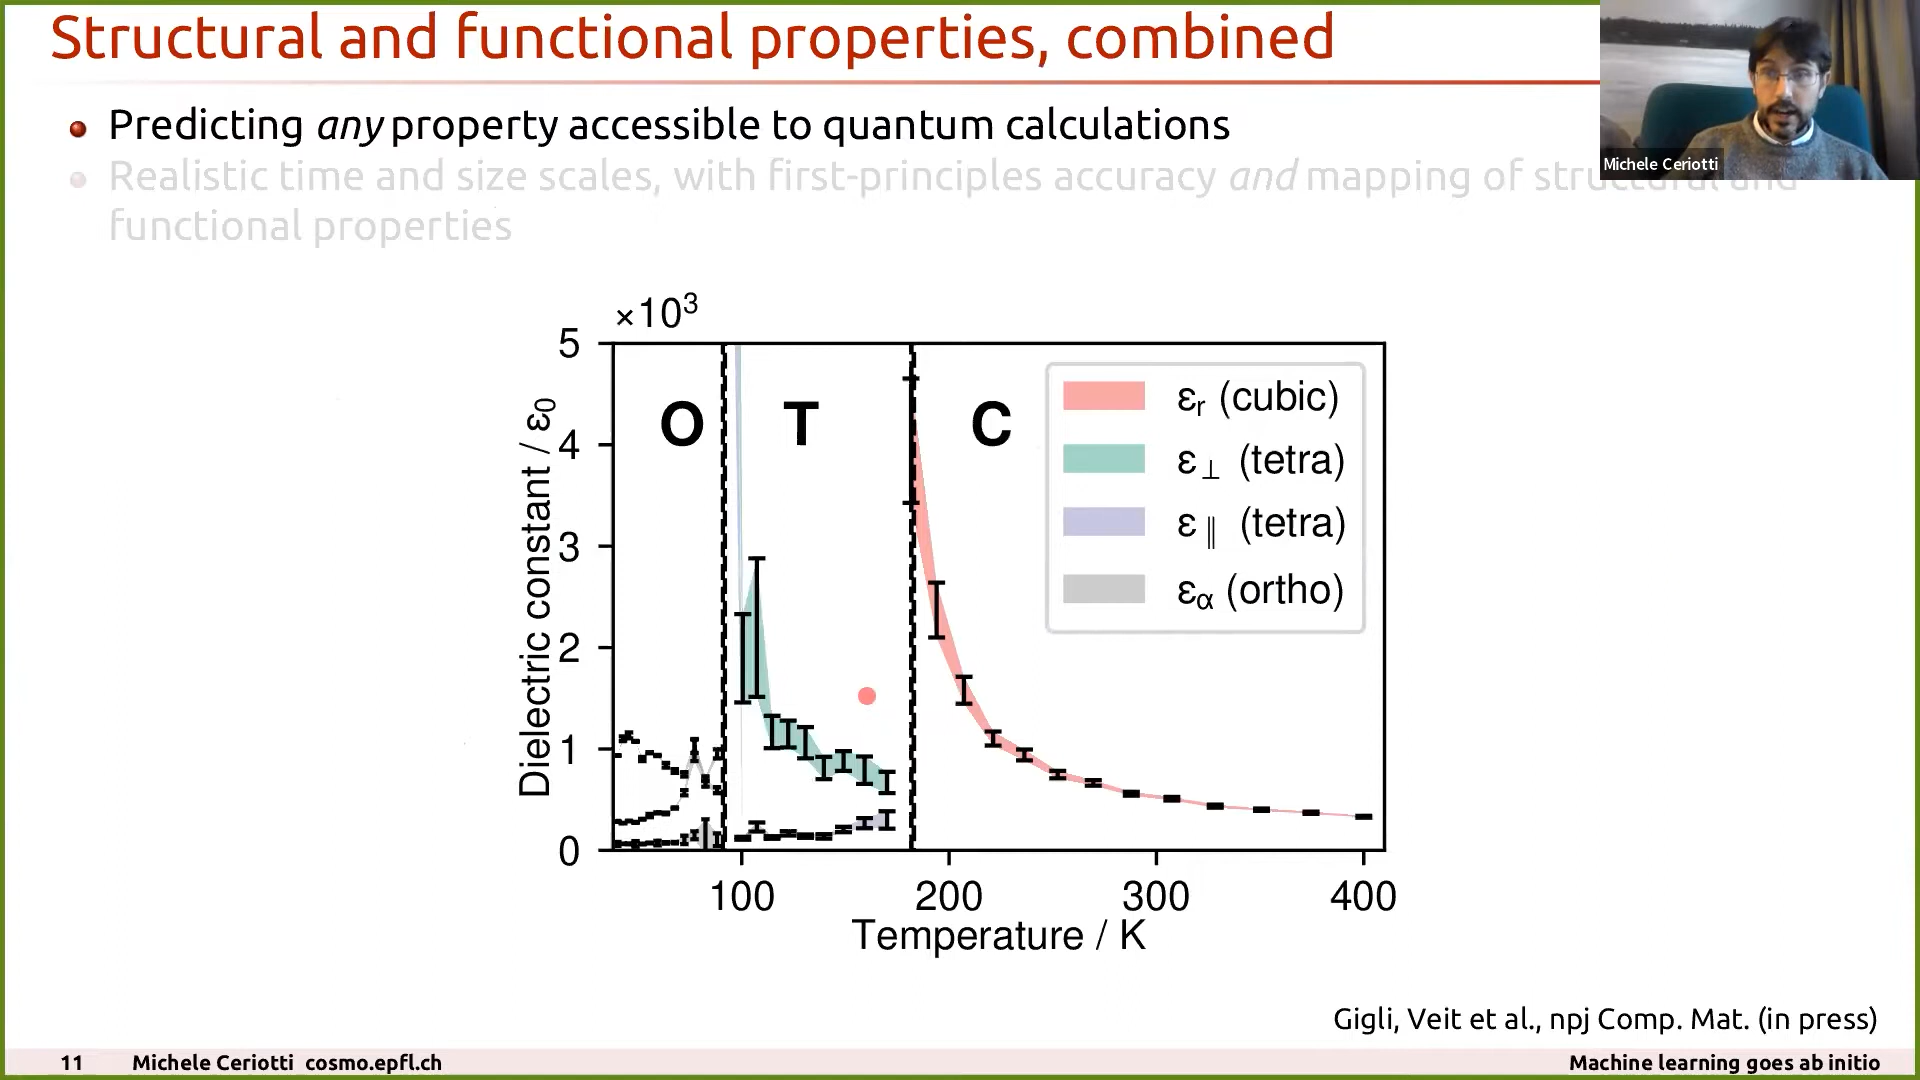 Structural and functional properties, combined
Michele Ceriotti
Predicting any property accessible to quantum calculations
Realistic time and size scales, with first-principles accuracy and mapping of structural and
functional properties
×10³
5
4
3
2
1
0
Dielectric constant / ε₀
O
T
C
εᵣ (cubic)
ε⊥ (tetra)
ε∥ (tetra)
εα (ortho)
100
200
300
400
Temperature / K
Gigli, Veit et al., npj Comp. Mat. (in press)
11 Michele Ceriotti cosmo.epfl.ch Machine learning goes ab initio